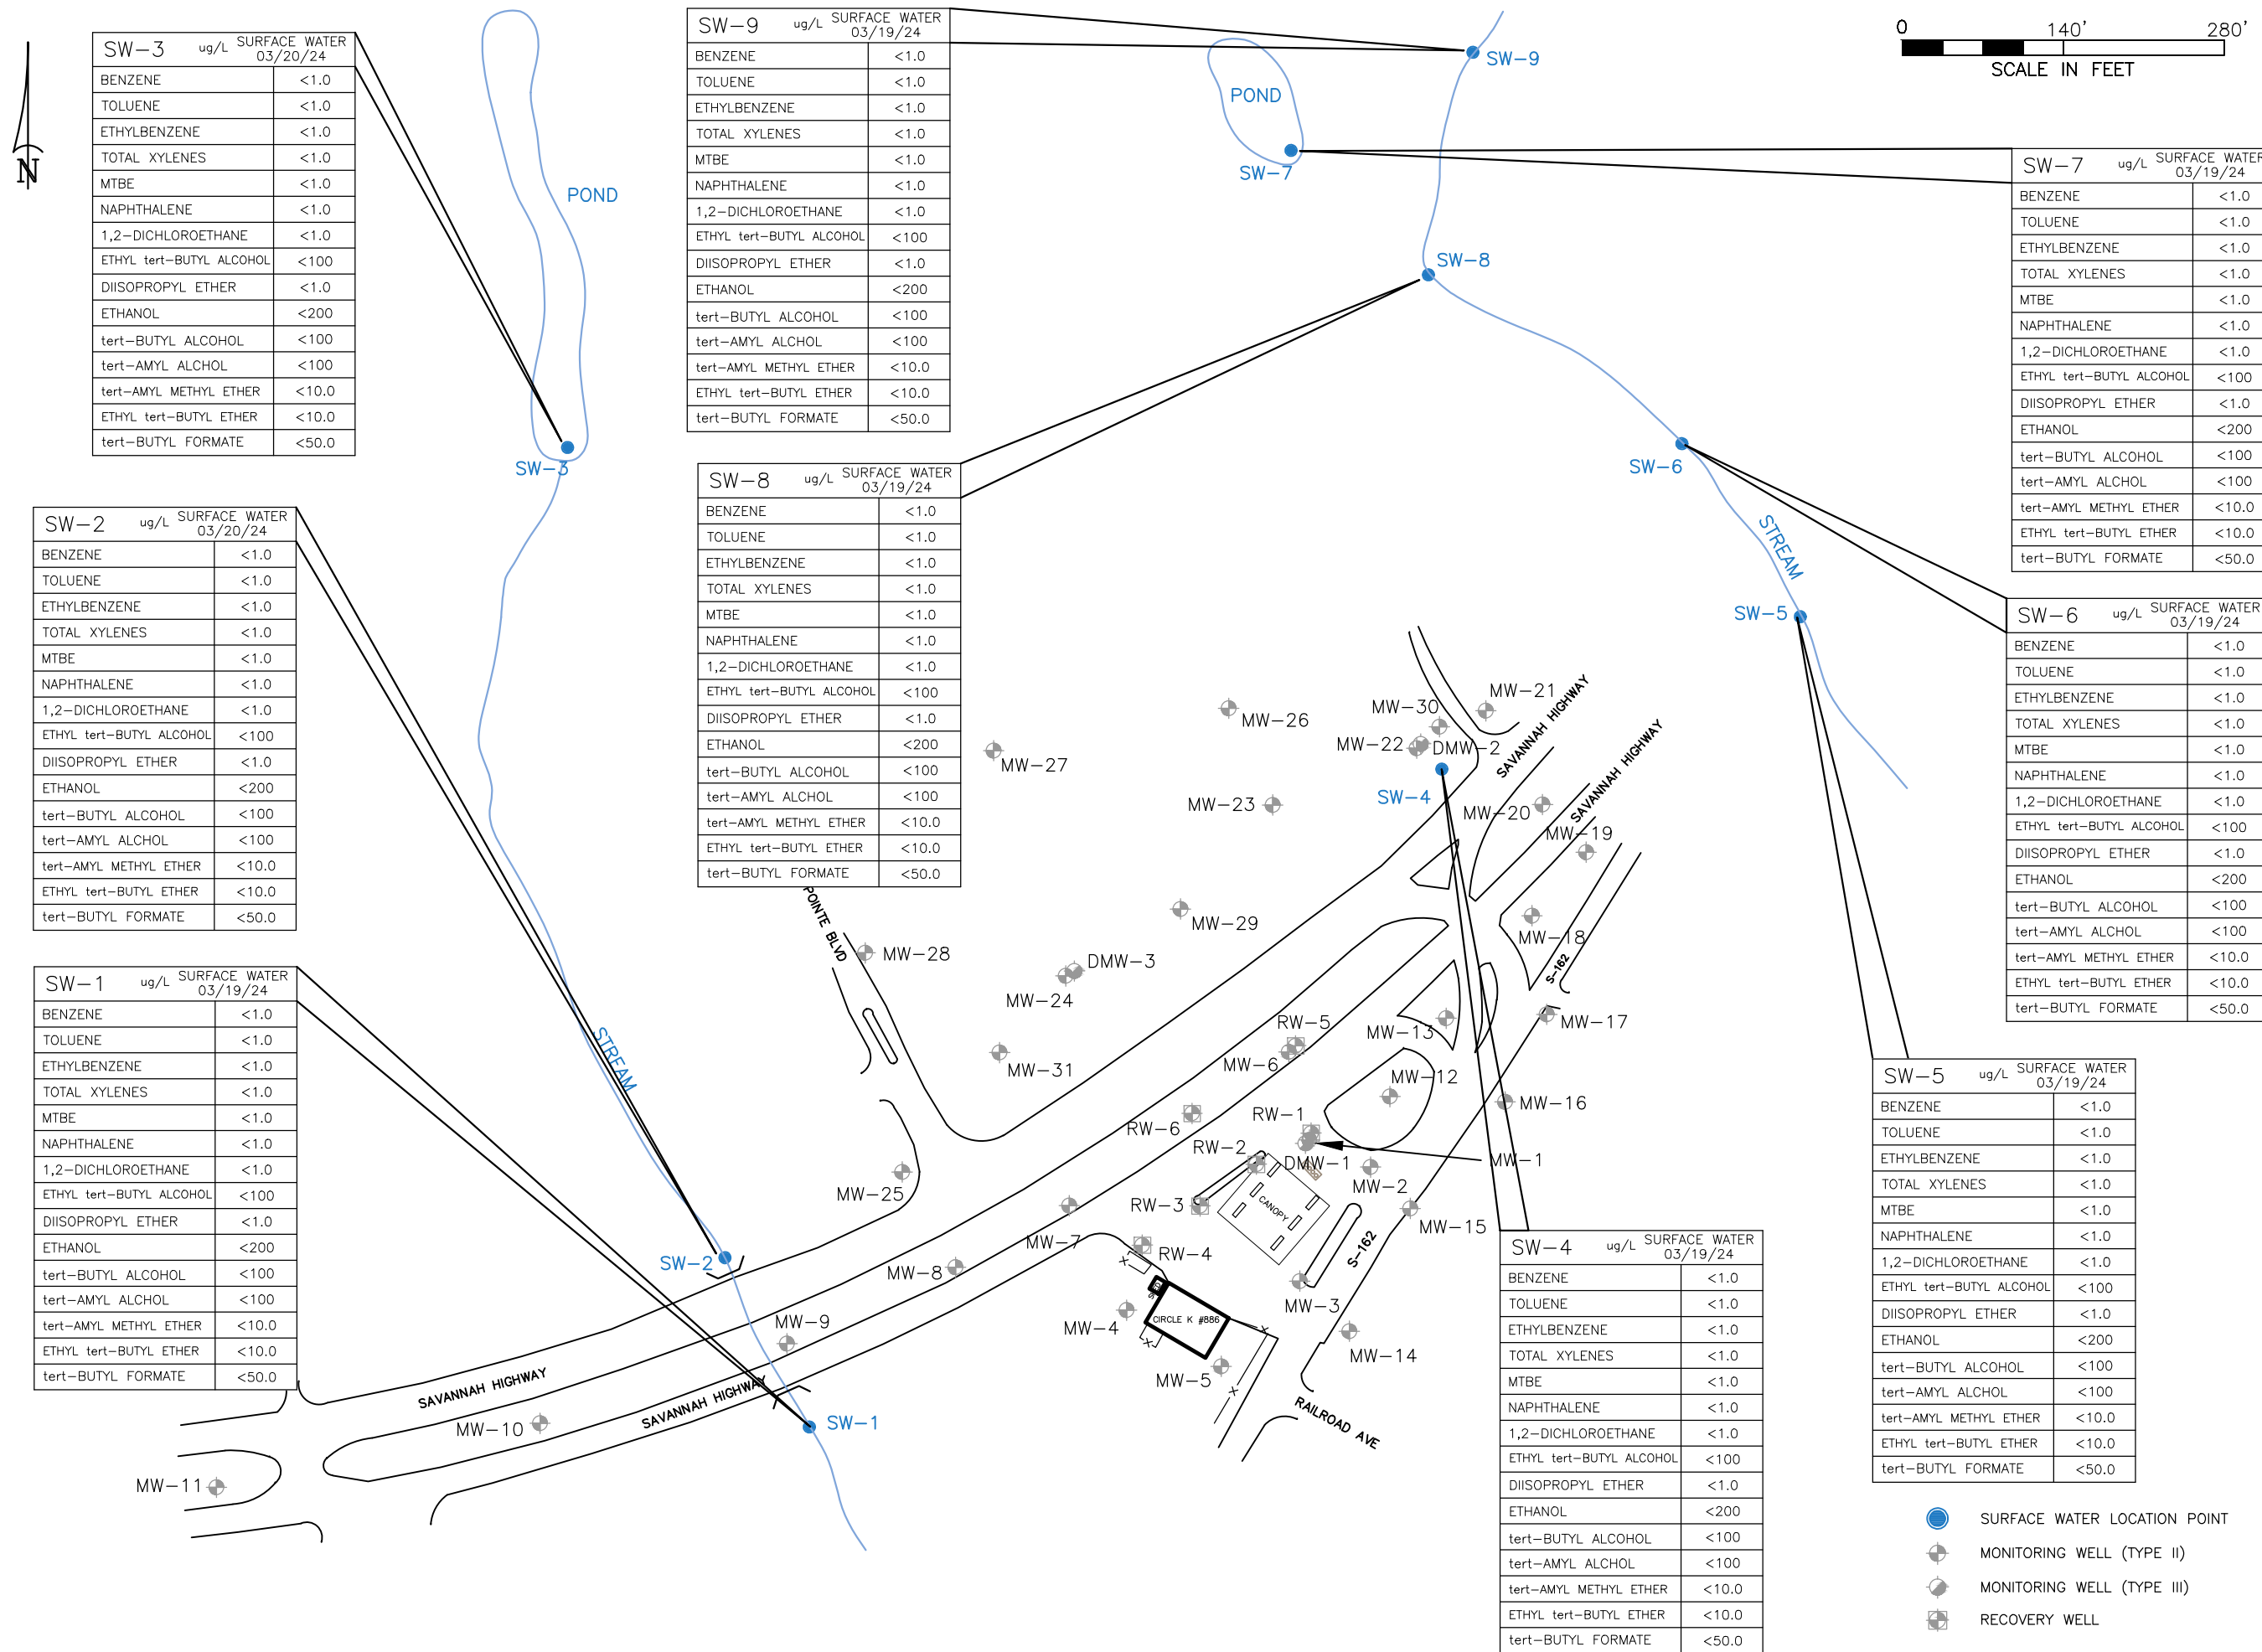 SW-3 ug/L SURFACE WATER 03/20/24
BENZENE <1.0
TOLUENE <1.0
ETHYLBENZENE <1.0
TOTAL XYLENES <1.0
MTBE <1.0
NAPHTHALENE <1.0
1,2-DICHLOROETHANE <1.0
ETHYL tert-BUTYL ALCOHOL <100
DIISOPROPYL ETHER <1.0
ETHANOL <200
tert-BUTYL ALCOHOL <100
tert-AMYL ALCHOL <100
tert-AMYL METHYL ETHER <10.0
ETHYL tert-BUTYL ETHER <10.0
tert-BUTYL FORMATE <50.0
SW-9 ug/L SURFACE WATER 03/19/24
BENZENE <1.0
TOLUENE <1.0
ETHYLBENZENE <1.0
TOTAL XYLENES <1.0
MTBE <1.0
NAPHTHALENE <1.0
1,2-DICHLOROETHANE <1.0
ETHYL tert-BUTYL ALCOHOL <100
DIISOPROPYL ETHER <1.0
ETHANOL <200
tert-BUTYL ALCOHOL <100
tert-AMYL ALCHOL <100
tert-AMYL METHYL ETHER <10.0
ETHYL tert-BUTYL ETHER <10.0
tert-BUTYL FORMATE <50.0
0 140' 280'
SCALE IN FEET
N
POND
POND
SW-9
SW-7
SW-8
SW-3
SW-6
STREAM
SW-5
SW-7 ug/L SURFACE WATER 03/19/24
BENZENE <1.0
TOLUENE <1.0
ETHYLBENZENE <1.0
TOTAL XYLENES <1.0
MTBE <1.0
NAPHTHALENE <1.0
1,2-DICHLOROETHANE <1.0
ETHYL tert-BUTYL ALCOHOL <100
DIISOPROPYL ETHER <1.0
ETHANOL <200
tert-BUTYL ALCOHOL <100
tert-AMYL ALCHOL <100
tert-AMYL METHYL ETHER <10.0
ETHYL tert-BUTYL ETHER <10.0
tert-BUTYL FORMATE <50.0
SW-2 ug/L SURFACE WATER 03/20/24
BENZENE <1.0
TOLUENE <1.0
ETHYLBENZENE <1.0
TOTAL XYLENES <1.0
MTBE <1.0
NAPHTHALENE <1.0
1,2-DICHLOROETHANE <1.0
ETHYL tert-BUTYL ALCOHOL <100
DIISOPROPYL ETHER <1.0
ETHANOL <200
tert-BUTYL ALCOHOL <100
tert-AMYL ALCHOL <100
tert-AMYL METHYL ETHER <10.0
ETHYL tert-BUTYL ETHER <10.0
tert-BUTYL FORMATE <50.0
SW-8 ug/L SURFACE WATER 03/19/24
BENZENE <1.0
TOLUENE <1.0
ETHYLBENZENE <1.0
TOTAL XYLENES <1.0
MTBE <1.0
NAPHTHALENE <1.0
1,2-DICHLOROETHANE <1.0
ETHYL tert-BUTYL ALCOHOL <100
DIISOPROPYL ETHER <1.0
ETHANOL <200
tert-BUTYL ALCOHOL <100
tert-AMYL ALCHOL <100
tert-AMYL METHYL ETHER <10.0
ETHYL tert-BUTYL ETHER <10.0
tert-BUTYL FORMATE <50.0
SW-6 ug/L SURFACE WATER 03/19/24
BENZENE <1.0
TOLUENE <1.0
ETHYLBENZENE <1.0
TOTAL XYLENES <1.0
MTBE <1.0
NAPHTHALENE <1.0
1,2-DICHLOROETHANE <1.0
ETHYL tert-BUTYL ALCOHOL <100
DIISOPROPYL ETHER <1.0
ETHANOL <200
tert-BUTYL ALCOHOL <100
tert-AMYL ALCHOL <100
tert-AMYL METHYL ETHER <10.0
ETHYL tert-BUTYL ETHER <10.0
tert-BUTYL FORMATE <50.0
SW-1 ug/L SURFACE WATER 03/19/24
BENZENE <1.0
TOLUENE <1.0
ETHYLBENZENE <1.0
TOTAL XYLENES <1.0
MTBE <1.0
NAPHTHALENE <1.0
1,2-DICHLOROETHANE <1.0
ETHYL tert-BUTYL ALCOHOL <100
DIISOPROPYL ETHER <1.0
ETHANOL <200
tert-BUTYL ALCOHOL <100
tert-AMYL ALCHOL <100
tert-AMYL METHYL ETHER <10.0
ETHYL tert-BUTYL ETHER <10.0
tert-BUTYL FORMATE <50.0
SW-5 ug/L SURFACE WATER 03/19/24
BENZENE <1.0
TOLUENE <1.0
ETHYLBENZENE <1.0
TOTAL XYLENES <1.0
MTBE <1.0
NAPHTHALENE <1.0
1,2-DICHLOROETHANE <1.0
ETHYL tert-BUTYL ALCOHOL <100
DIISOPROPYL ETHER <1.0
ETHANOL <200
tert-BUTYL ALCOHOL <100
tert-AMYL ALCHOL <100
tert-AMYL METHYL ETHER <10.0
ETHYL tert-BUTYL ETHER <10.0
tert-BUTYL FORMATE <50.0
SW-4 ug/L SURFACE WATER 03/19/24
BENZENE <1.0
TOLUENE <1.0
ETHYLBENZENE <1.0
TOTAL XYLENES <1.0
MTBE <1.0
NAPHTHALENE <1.0
1,2-DICHLOROETHANE <1.0
ETHYL tert-BUTYL ALCOHOL <100
DIISOPROPYL ETHER <1.0
ETHANOL <200
tert-BUTYL ALCOHOL <100
tert-AMYL ALCHOL <100
tert-AMYL METHYL ETHER <10.0
ETHYL tert-BUTYL ETHER <10.0
tert-BUTYL FORMATE <50.0
MW-21
MW-30
MW-26
MW-22
DMW-2
SAVANNAH HIGHWAY
SAVANNAH HIGHWAY
MW-27
SW-4
MW-23
MW-20
MW-19
POINTE BLVD
MW-29
MW-28
MW-18
DMW-3
MW-24
S-162
RW-5
MW-13
MW-17
STREAM
MW-31
MW-6
MW-12
RW-6
RW-1
MW-16
RW-2
DMW-1
MW-1
MW-25
MW-2
RW-3
CANOPY
MW-15
SW-2
MW-7
RW-4
S-162
MW-8
MW-3
MW-4
CIRCLE K #886
MW-9
MW-14
MW-5
SAVANNAH HIGHWAY
SAVANNAH HIGHWAY
MW-10
SW-1
RAILROAD AVE
MW-11
SURFACE WATER LOCATION POINT
MONITORING WELL (TYPE II)
MONITORING WELL (TYPE III)
RECOVERY WELL